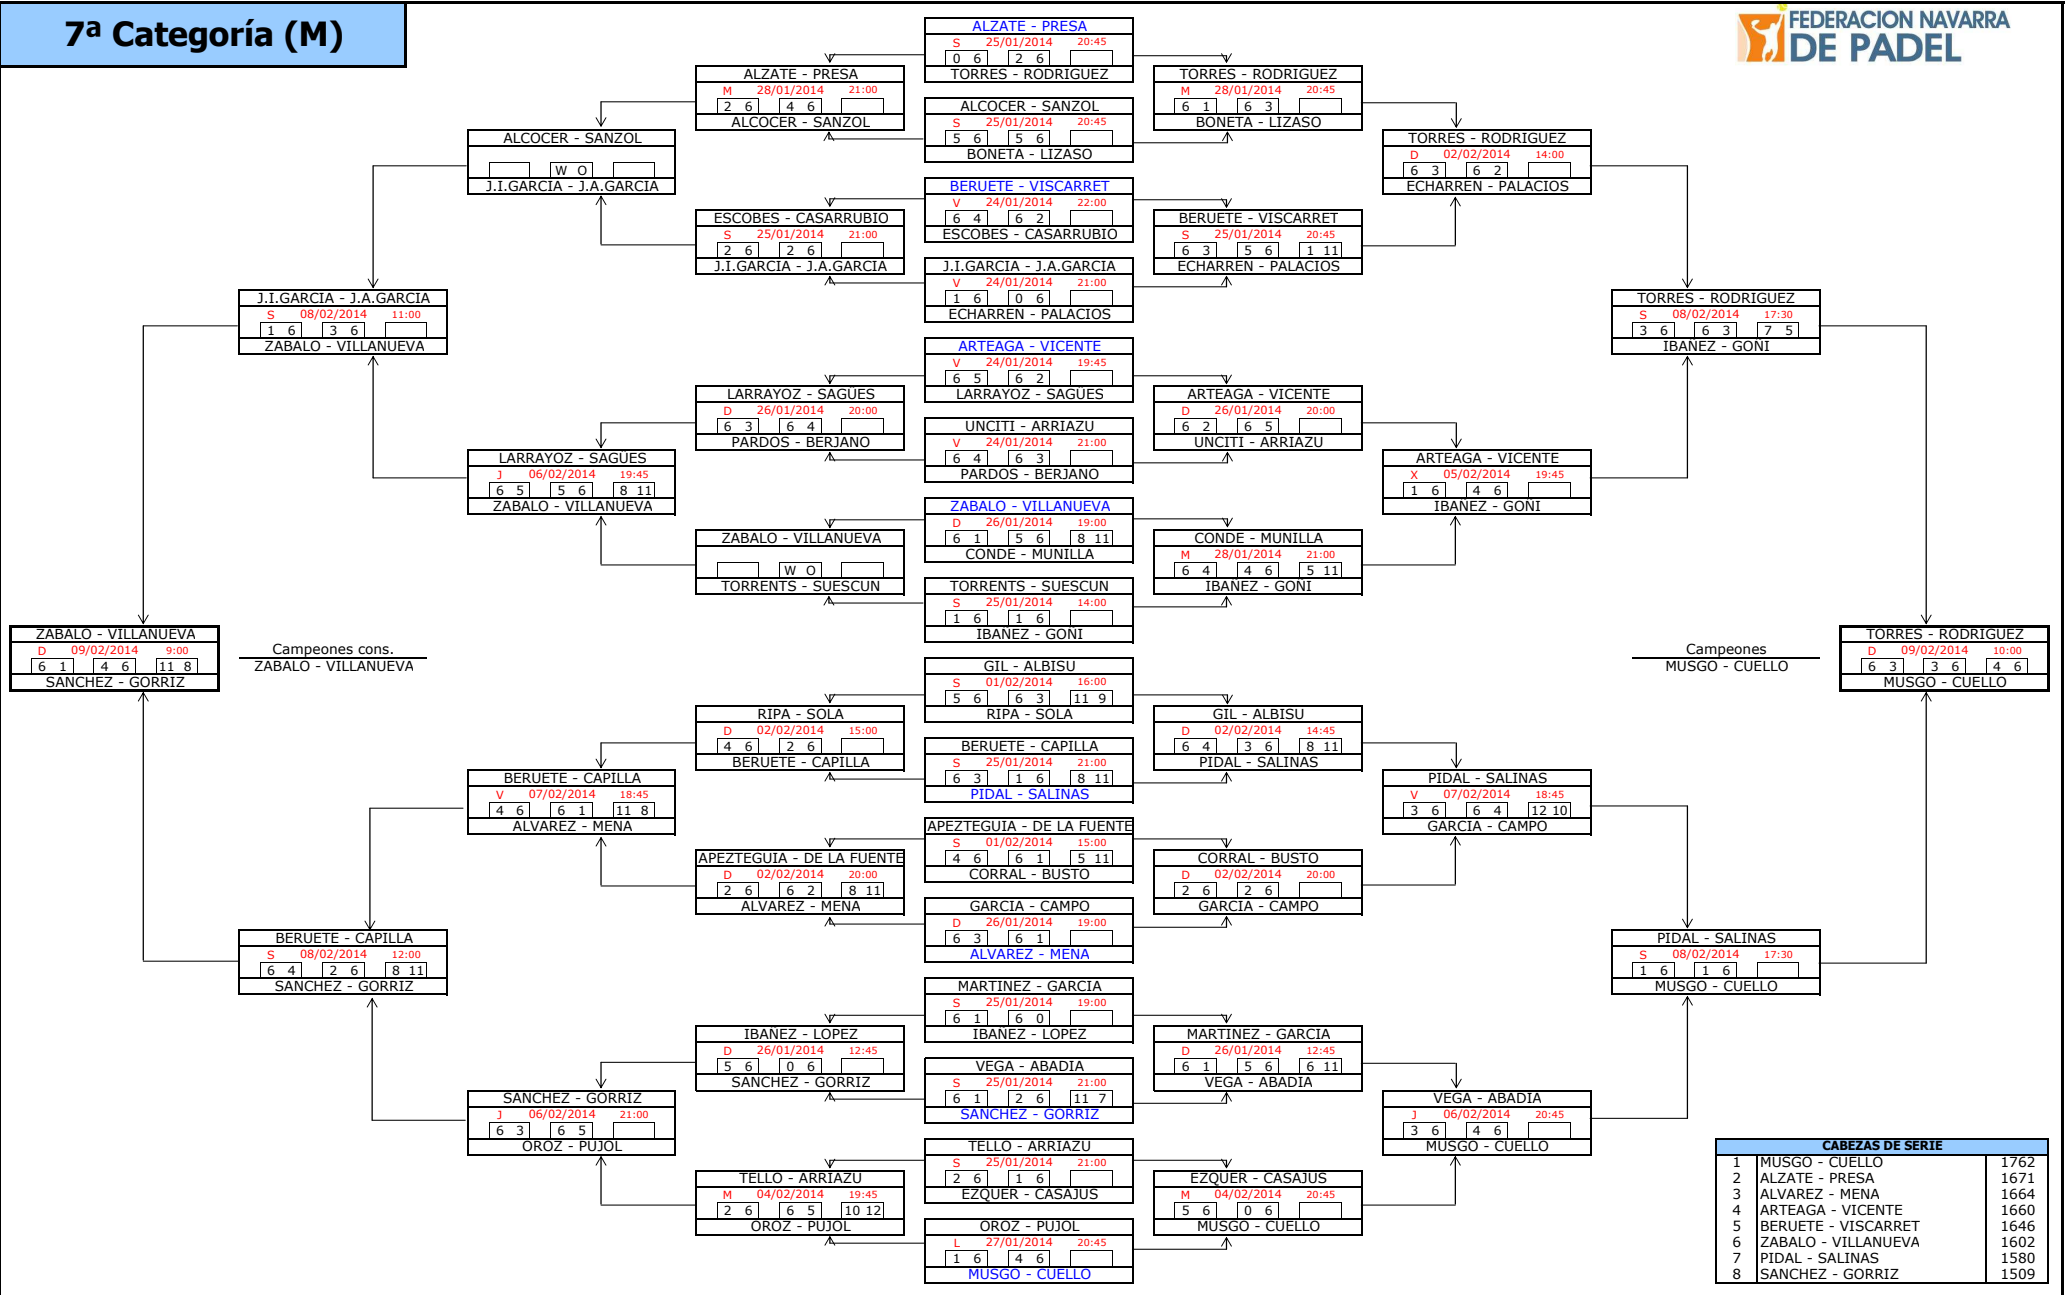 7ª Categoría (M)
FEDERACION NAVARRA
DE PADEL
ZABALO - VILLANUEVA
D 09/02/2014 9:00
6 1 4 6 11 8
SANCHEZ - GORRIZ
Campeones cons.
ZABALO - VILLANUEVA
J.I.GARCIA - J.A.GARCIA
S 08/02/2014 11:00
1 6 3 6
ZABALO - VILLANUEVA
BERUETE - CAPILLA
S 08/02/2014 12:00
6 4 2 6 8 11
SANCHEZ - GORRIZ
ALCOCER - SANZOL
W O
J.I.GARCIA - J.A.GARCIA
LARRAYOZ - SAGÜES
J 06/02/2014 19:45
6 5 5 6 8 11
ZABALO - VILLANUEVA
BERUETE - CAPILLA
V 07/02/2014 18:45
4 6 6 1 11 8
ALVAREZ - MENA
SANCHEZ - GORRIZ
J 06/02/2014 21:00
6 3 6 5
OROZ - PUJOL
ALZATE - PRESA
M 28/01/2014 21:00
2 6 4 6
ALCOCER - SANZOL
ESCOBES - CASARRUBIO
S 25/01/2014 21:00
2 6 2 6
J.I.GARCIA - J.A.GARCIA
LARRAYOZ - SAGÜES
D 26/01/2014 20:00
6 3 6 4
PARDOS - BERJANO
ZABALO - VILLANUEVA
W O
TORRENTS - SUESCUN
RIPA - SOLA
D 02/02/2014 15:00
4 6 2 6
BERUETE - CAPILLA
APEZTEGUIA - DE LA FUENTE
D 02/02/2014 20:00
2 6 6 2 8 11
ALVAREZ - MENA
IBAÑEZ - LOPEZ
D 26/01/2014 12:45
5 6 0 6
SANCHEZ - GORRIZ
TELLO - ARRIAZU
M 04/02/2014 19:45
2 6 6 5 10 12
OROZ - PUJOL
ALZATE - PRESA
S 25/01/2014 20:45
0 6 2 6
TORRES - RODRIGUEZ
ALCOCER - SANZOL
S 25/01/2014 20:45
5 6 5 6
BONETA - LIZASO
BERUETE - VISCARRET
V 24/01/2014 22:00
6 4 6 2
ESCOBES - CASARRUBIO
J.I.GARCIA - J.A.GARCIA
V 24/01/2014 21:00
1 6 0 6
ECHARREN - PALACIOS
ARTEAGA - VICENTE
V 24/01/2014 19:45
6 5 6 2
LARRAYOZ - SAGÜES
UNCITI - ARRIAZU
V 24/01/2014 21:00
6 4 6 3
PARDOS - BERJANO
ZABALO - VILLANUEVA
D 26/01/2014 19:00
6 1 5 6 8 11
CONDE - MUNILLA
TORRENTS - SUESCUN
S 25/01/2014 14:00
1 6 1 6
IBAÑEZ - GOÑI
GIL - ALBISU
S 01/02/2014 16:00
5 6 6 3 11 9
RIPA - SOLA
BERUETE - CAPILLA
S 25/01/2014 21:00
6 3 1 6 8 11
PIDAL - SALINAS
APEZTEGUIA - DE LA FUENTE
S 01/02/2014 15:00
4 6 6 1 5 11
CORRAL - BUSTO
GARCIA - CAMPO
D 26/01/2014 19:00
6 3 6 1
ALVAREZ - MENA
MARTINEZ - GARCIA
S 25/01/2014 19:00
6 1 6 0
IBAÑEZ - LOPEZ
VEGA - ABADIA
S 25/01/2014 21:00
6 1 2 6 11 7
SANCHEZ - GORRIZ
TELLO - ARRIAZU
S 25/01/2014 21:00
2 6 1 6
EZQUER - CASAJUS
OROZ - PUJOL
L 27/01/2014 20:45
1 6 4 6
MUSGO - CUELLO
TORRES - RODRIGUEZ
M 28/01/2014 20:45
6 1 6 3
BONETA - LIZASO
BERUETE - VISCARRET
S 25/01/2014 20:45
6 3 5 6 1 11
ECHARREN - PALACIOS
ARTEAGA - VICENTE
D 26/01/2014 20:00
6 2 6 5
UNCITI - ARRIAZU
CONDE - MUNILLA
M 28/01/2014 21:00
6 4 4 6 5 11
IBAÑEZ - GOÑI
GIL - ALBISU
D 02/02/2014 14:45
6 4 3 6 8 11
PIDAL - SALINAS
CORRAL - BUSTO
D 02/02/2014 20:00
2 6 2 6
GARCIA - CAMPO
MARTINEZ - GARCIA
D 26/01/2014 12:45
6 1 5 6 6 11
VEGA - ABADIA
EZQUER - CASAJUS
M 04/02/2014 20:45
5 6 0 6
MUSGO - CUELLO
TORRES - RODRIGUEZ
D 02/02/2014 14:00
6 3 6 2
ECHARREN - PALACIOS
ARTEAGA - VICENTE
X 05/02/2014 19:45
1 6 4 6
IBAÑEZ - GOÑI
PIDAL - SALINAS
V 07/02/2014 18:45
3 6 6 4 12 10
GARCIA - CAMPO
VEGA - ABADIA
J 06/02/2014 20:45
3 6 4 6
MUSGO - CUELLO
TORRES - RODRIGUEZ
S 08/02/2014 17:30
3 6 6 3 7 5
IBAÑEZ - GOÑI
PIDAL - SALINAS
S 08/02/2014 17:30
1 6 1 6
MUSGO - CUELLO
Campeones
MUSGO - CUELLO
TORRES - RODRIGUEZ
D 09/02/2014 10:00
6 3 3 6 4 6
MUSGO - CUELLO
CABEZAS DE SERIE
1 MUSGO - CUELLO 1762
2 ALZATE - PRESA 1671
3 ALVAREZ - MENA 1664
4 ARTEAGA - VICENTE 1660
5 BERUETE - VISCARRET 1646
6 ZABALO - VILLANUEVA 1602
7 PIDAL - SALINAS 1580
8 SANCHEZ - GORRIZ 1509